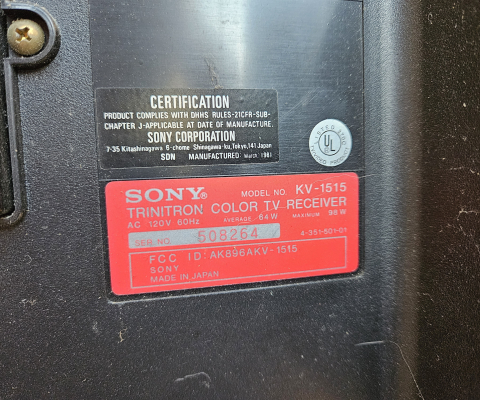 CERTIFICATION
PRODUCT COMPLIES WITH DHHS RULES-21CFR-SUB-
CHAPTER J-APPLICABLE AT DATE OF MANUFACTURE.
SONY CORPORATION
7-35 Kitashinagawa 6-chome Shinagawa-ku, Tokyo, 141 Japan
SDN MANUFACTURED: March 1981
LISTED
UL
SONY® MODEL NO. KV-1515
TRINITRON COLOR TV RECEIVER
AC 120V 60Hz AVERAGE 64W MAXIMUM 98W
SER. NO. 508264 4-351-501-01
FCC ID: AK896AKV-1515
SONY
MADE IN JAPAN